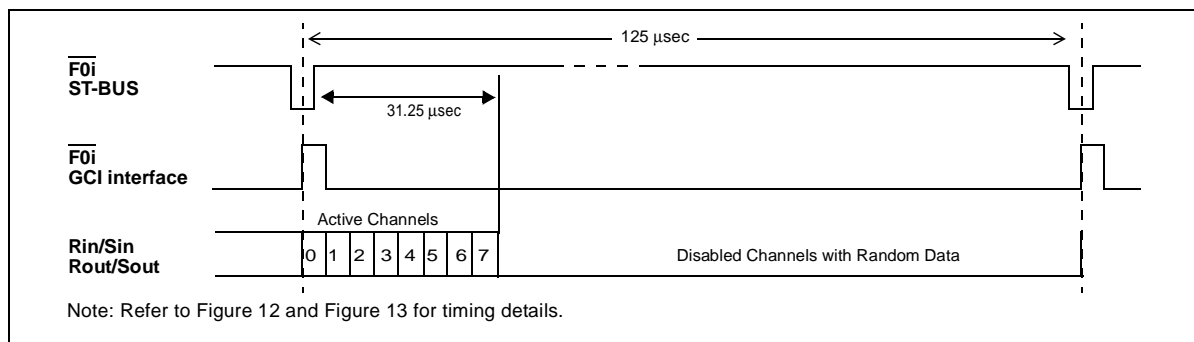 125 μsec
F0i
ST-BUS
31.25 μsec
F0i
GCI interface
Active Channels
Rin/Sin
Rout/Sout
0 1 2 3 4 5 6 7
Disabled Channels with Random Data
Note: Refer to Figure 12 and Figure 13 for timing details.